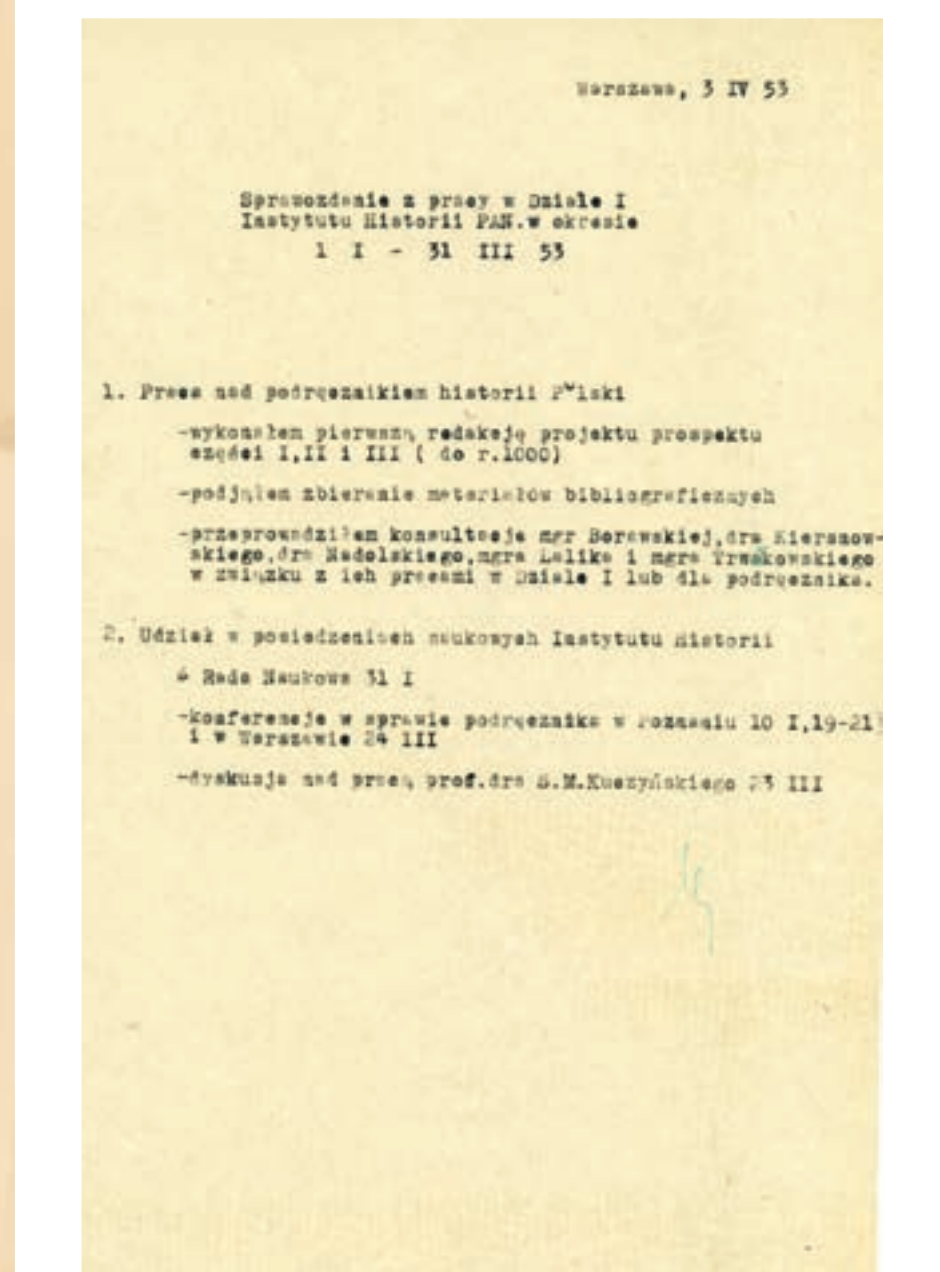 Warszawa, 3 IV 53
Sprawozdanie z pracy w Dziale I
Instytutu Historii PAN.w okresie
1 I - 31 III 53
1. Praca nad podręcznikiem historii Polski
-wykonałem pierwszą redakcję projektu prospektu
części I,II i III ( do r.1000)
-podjąłem zbieranie materiałów bibliograficznych
-przeprowadziłem konsultacje mgr Borawskiej,dra Kiersnow-
skiego,dra Nadolskiego,mgra Lalika i mgra Trawkowskiego
w związku z ich pracami w Dziale I lub dla podręcznika.
2. Udział w posiedzeniach naukowych Instytutu Historii
- Rada Naukowa 31 I
-konferencje w sprawie podręcznika w Poznaniu 10 I,19-21
i w Warszawie 24 III
-dyskusja nad pracą prof.dra S.M.Kuczyńskiego 23 III